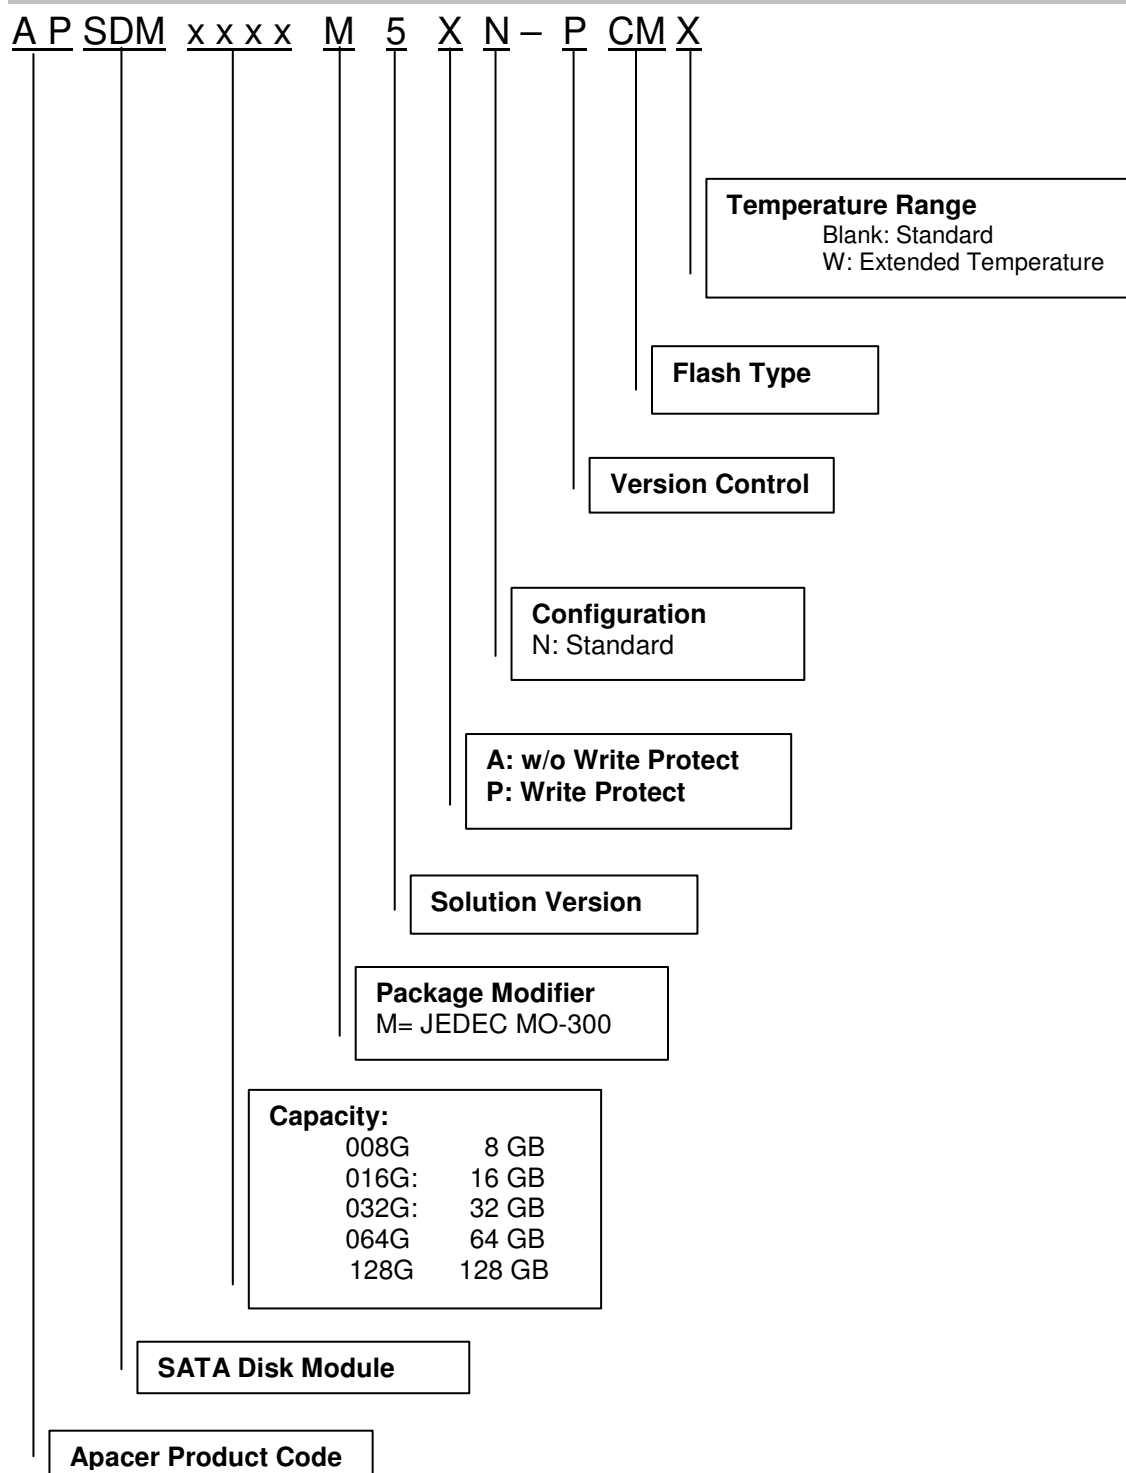 A P SDM x x x x M 5 X N – P CM X
Temperature Range
Blank: Standard
W: Extended Temperature
Flash Type
Version Control
Configuration
N: Standard
A: w/o Write Protect
P: Write Protect
Solution Version
Package Modifier
M= JEDEC MO-300
Capacity:
008G 8 GB
016G: 16 GB
032G: 32 GB
064G 64 GB
128G 128 GB
SATA Disk Module
Apacer Product Code